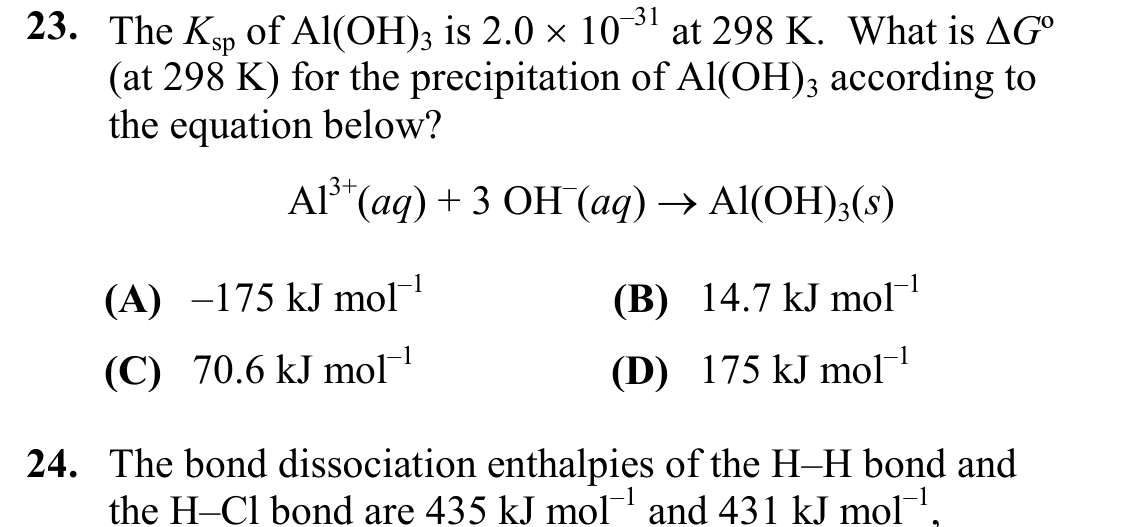 23. The Ksp of Al(OH)₃ is 2.0 × 10⁻³¹ at 298 K. What is ΔGº
(at 298 K) for the precipitation of Al(OH)₃ according to
the equation below?
Al³⁺(aq) + 3 OH⁻(aq) → Al(OH)₃(s)
(A) –175 kJ mol⁻¹ (B) 14.7 kJ mol⁻¹
(C) 70.6 kJ mol⁻¹ (D) 175 kJ mol⁻¹
24. The bond dissociation enthalpies of the H–H bond and
the H–Cl bond are 435 kJ mol⁻¹ and 431 kJ mol⁻¹,